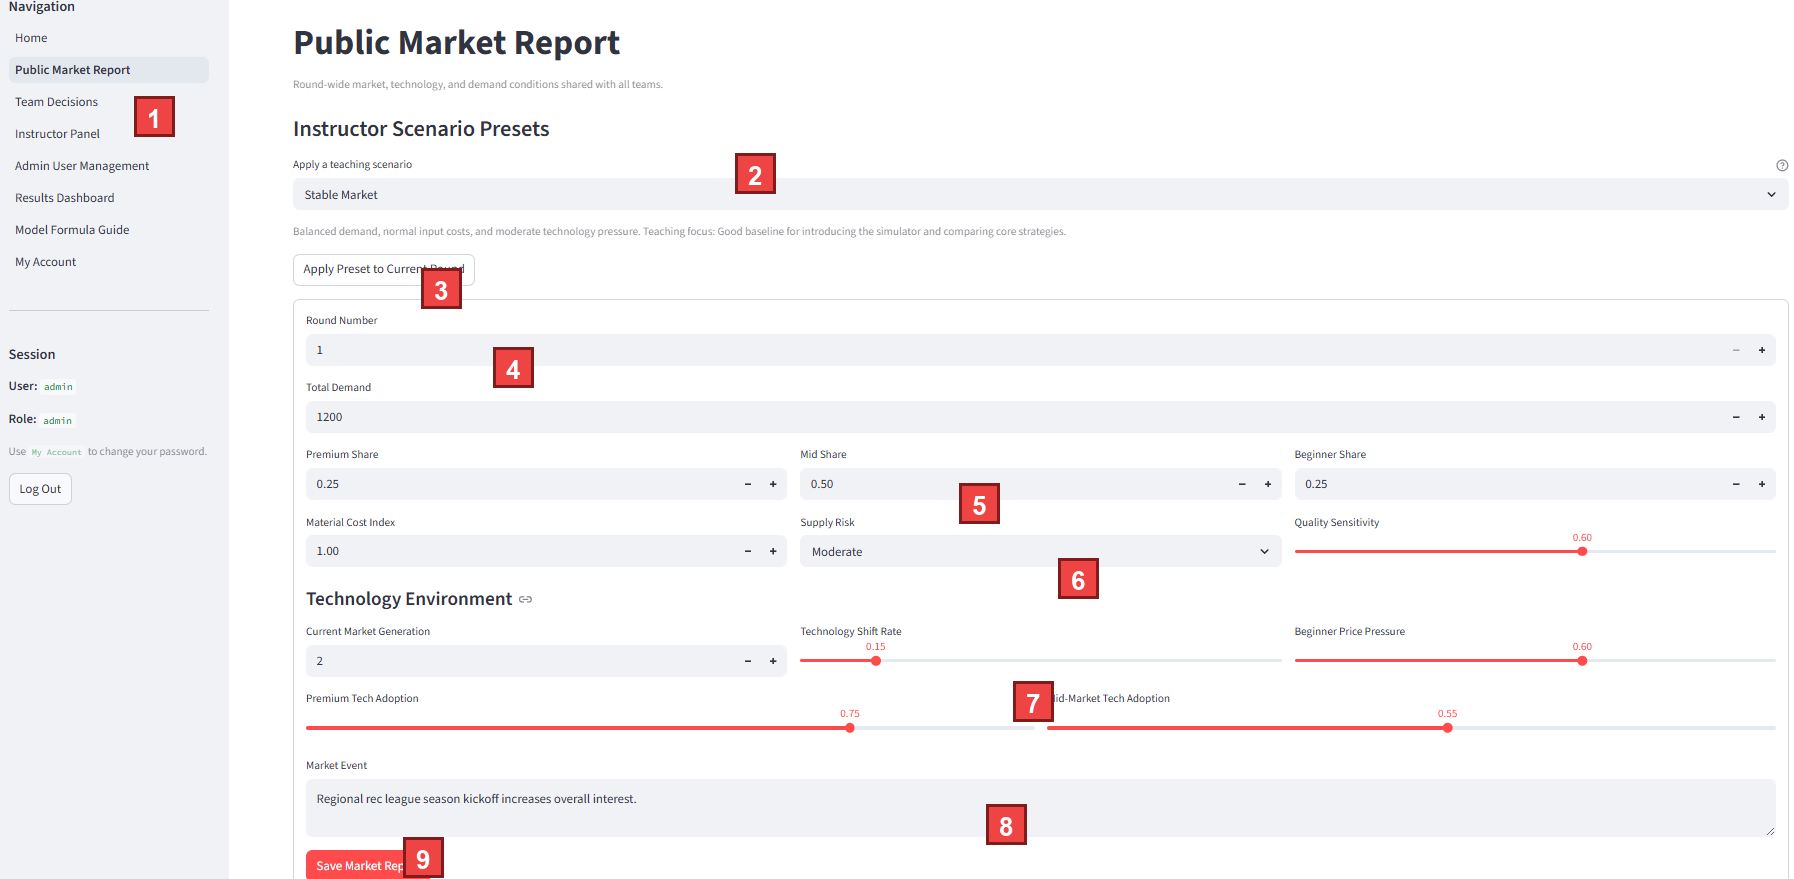 Navigation
Home
Public Market Report
Team Decisions
Instructor Panel
Admin User Management
Results Dashboard
Model Formula Guide
My Account
1
Session
User: admin
Role: admin
Use My Account to change your password.
Log Out
Public Market Report
Round-wide market, technology, and demand conditions shared with all teams.
Instructor Scenario Presets
Apply a teaching scenario
2
Stable Market
Balanced demand, normal input costs, and moderate technology pressure. Teaching focus: Good baseline for introducing the simulator and comparing core strategies.
Apply Preset to Current Round
3
Round Number
1
4
Total Demand
1200
Premium Share Mid Share Beginner Share
0.25 0.50 0.25
5
Material Cost Index Supply Risk Quality Sensitivity
0.60
1.00 Moderate
6
Technology Environment
Current Market Generation Technology Shift Rate Beginner Price Pressure
0.15 0.60
2
Premium Tech Adoption 7 Mid-Market Tech Adoption
0.75 0.55
Market Event
Regional rec league season kickoff increases overall interest.
8
Save Market
9